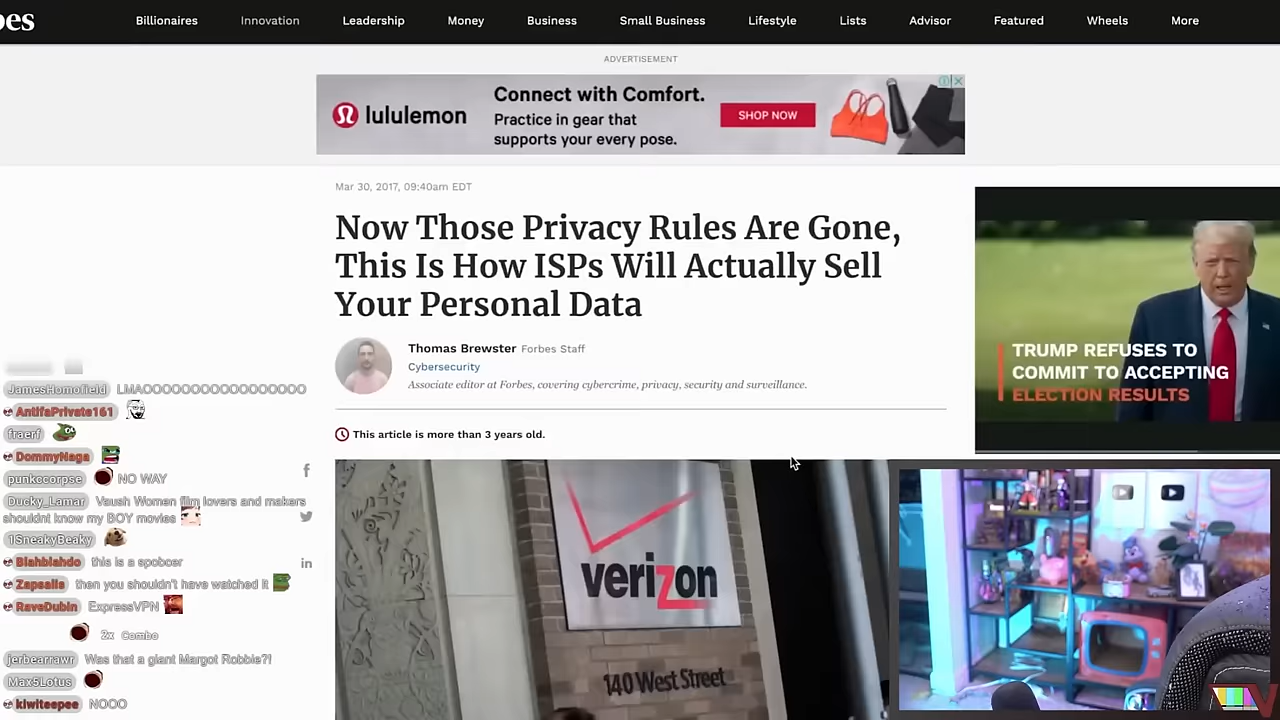 bes
Billionaires
Innovation
Leadership
Money
Business
Small Business
Lifestyle
Lists
Advisor
Featured
Wheels
More
ADVERTISEMENT
lululemon
Connect with Comfort.
Practice in gear that
supports your every pose.
SHOP NOW
Mar 30, 2017, 09:40am EDT
Now Those Privacy Rules Are Gone,
This Is How ISPs Will Actually Sell
Your Personal Data
Thomas Brewster Forbes Staff
Cybersecurity
Associate editor at Forbes, covering cybercrime, privacy, security and surveillance.
This article is more than 3 years old.
TRUMP REFUSES TO
COMMIT TO ACCEPTING
ELECTION RESULTS
verizon
140 West Street
JamesHomofield LMAOOOOOOOOOOOOOOOOO
AntifaPrivate161
fraerf
DommyNaga
punkccorpse NO WAY
Ducky_Lamar Vaush Women film lovers and makers
shouldnt know my BOY movies
1SneakyBeaky
Blahblahdo this is a spobcer
Zapsails then you shouldn't have watched it
RaveDubin ExpressVPN
2x Combo
jerbearrawr Was that a giant Margot Robbie?!
Max5Lotus
kiwiteepee NOOO